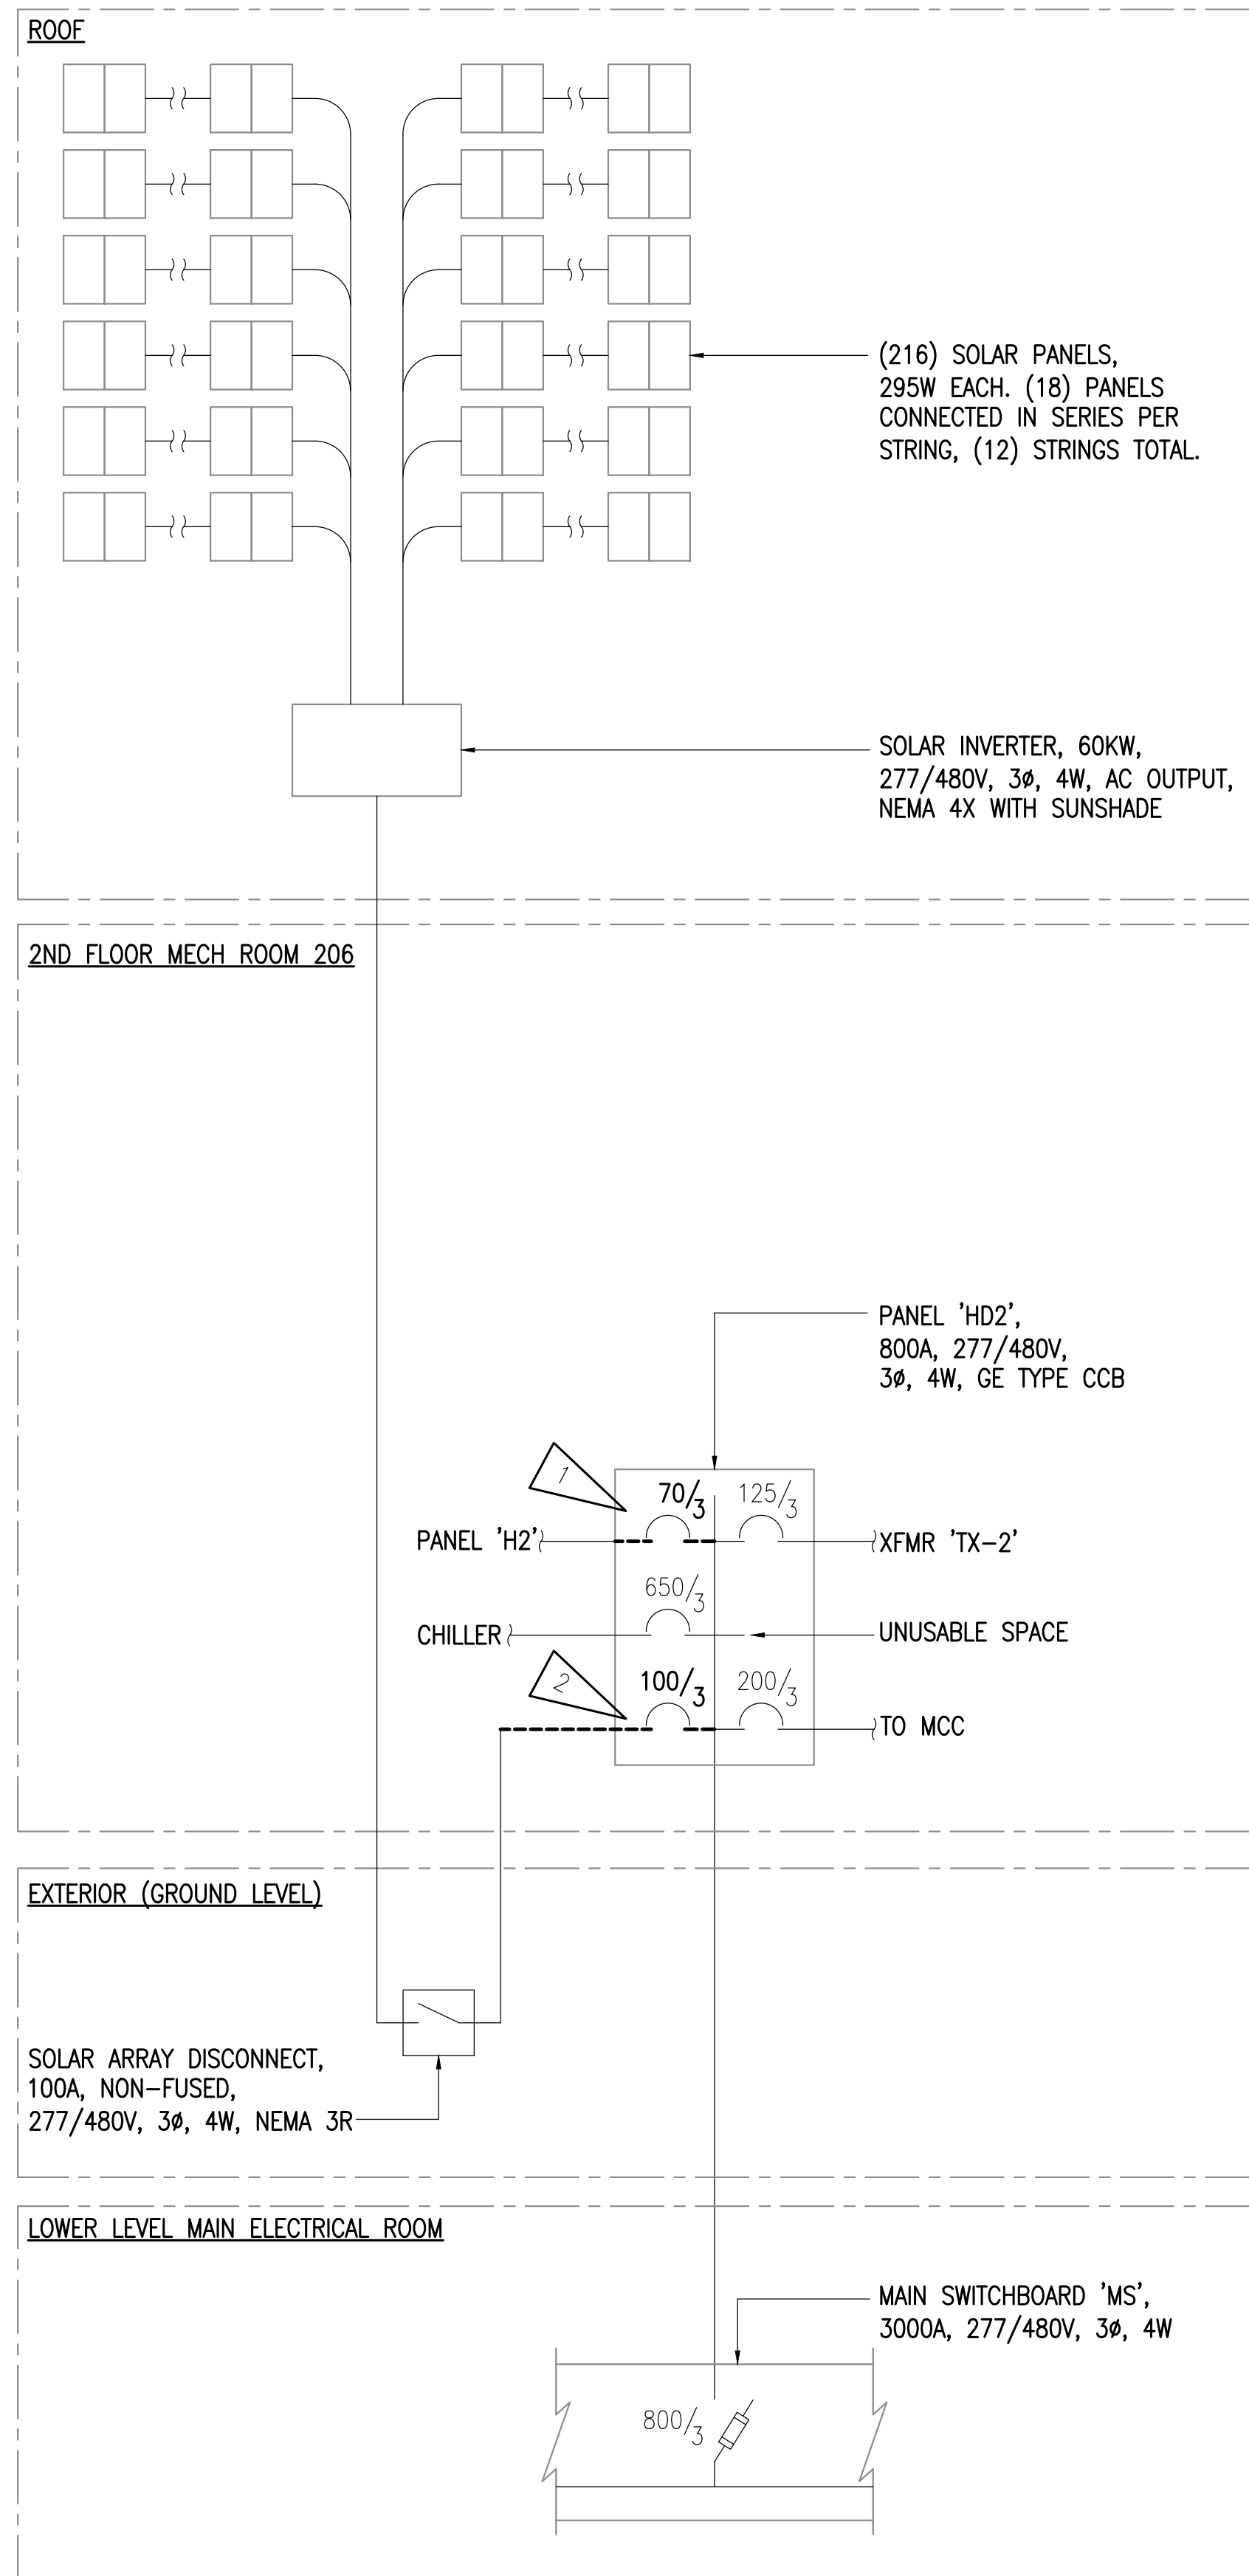 ROOF
(216) SOLAR PANELS,
295W EACH. (18) PANELS
CONNECTED IN SERIES PER
STRING, (12) STRINGS TOTAL.
SOLAR INVERTER, 60KW,
277/480V, 3ø, 4W, AC OUTPUT,
NEMA 4X WITH SUNSHADE
2ND FLOOR MECH ROOM 206
PANEL 'HD2',
800A, 277/480V,
3ø, 4W, GE TYPE CCB
1
70/3
125/3
PANEL 'H2'
XFMR 'TX-2'
650/3
CHILLER
UNUSABLE SPACE
2
100/3
200/3
TO MCC
EXTERIOR (GROUND LEVEL)
SOLAR ARRAY DISCONNECT,
100A, NON-FUSED,
277/480V, 3ø, 4W, NEMA 3R
LOWER LEVEL MAIN ELECTRICAL ROOM
MAIN SWITCHBOARD 'MS',
3000A, 277/480V, 3ø, 4W
800/3